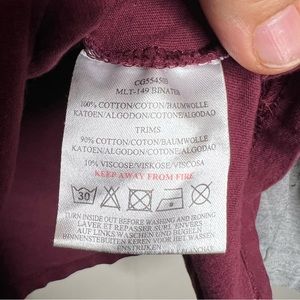 CG5545B
MLT-149 BINATER
100% COTTON/COTON/BAUMWOLLE
KATOEN/ALGODON/COTONE/ALGODAO
TRIMS
90% COTTON/COTON/BAUMWOLLE
KATOEN/ALGODON/COTONE/ALGODAO
10% VISCOSE/VISKOSE/VISCOSA
KEEP AWAY FROM FIRE
30
TURN INSIDE OUT BEFORE WASHING AND IRONING
LAVER ET REPASSER SUR L'ENVERS
AUF LINKS WASCHEN UND
BINNENSTEBUITEN KEREN VOOR HET WASSEN